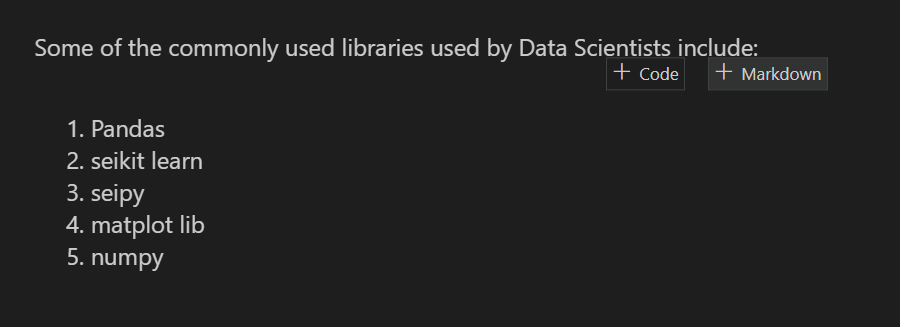 Some of the commonly used libraries used by Data Scientists include:
+ Code + Markdown
1. Pandas
2. seikit learn
3. seipy
4. matplot lib
5. numpy